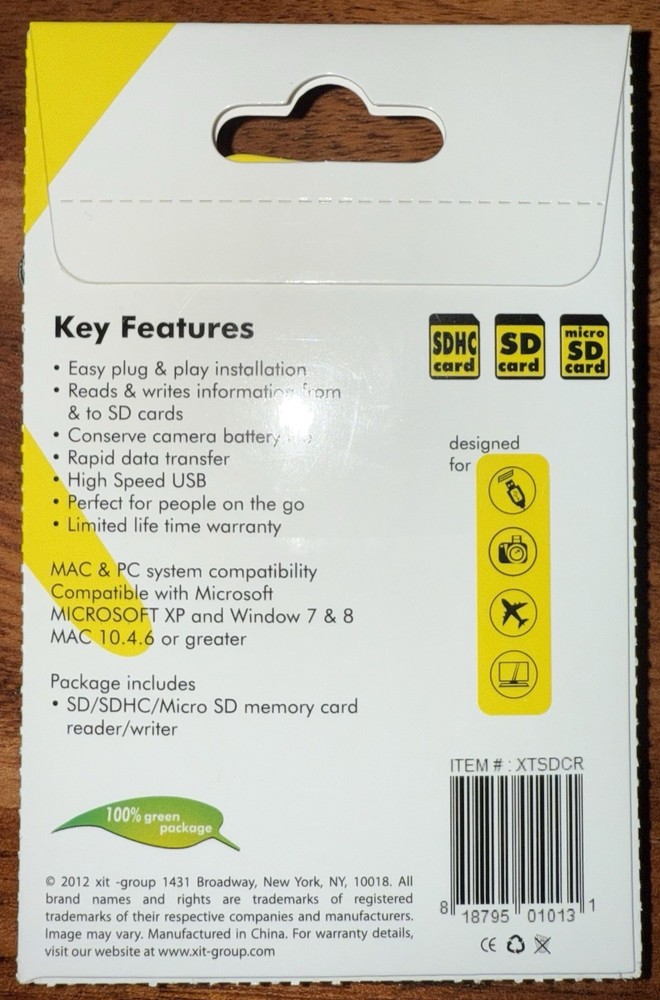 Key Features
• Easy plug & play installation
• Reads & writes information from
& to SD cards
• Conserve camera battery
• Rapid data transfer
• High Speed USB
• Perfect for people on the go
• Limited life time warranty
MAC & PC system compatibility
Compatible with Microsoft
MICROSOFT XP and Window 7 & 8
MAC 10.4.6 or greater
Package includes
• SD/SDHC/Micro SD memory card
reader/writer
SDHC
card
SD
card
micro
SD
card
designed
for
100% green
package
© 2012 xit -group 1431 Broadway, New York, NY, 10018. All
brand names and rights are trademarks of registered
trademarks of their respective companies and manufacturers.
Image may vary. Manufactured in China. For warranty details,
visit our website at www.xit-group.com
ITEM # : XTSDCR
8 18795 01013 1
CE